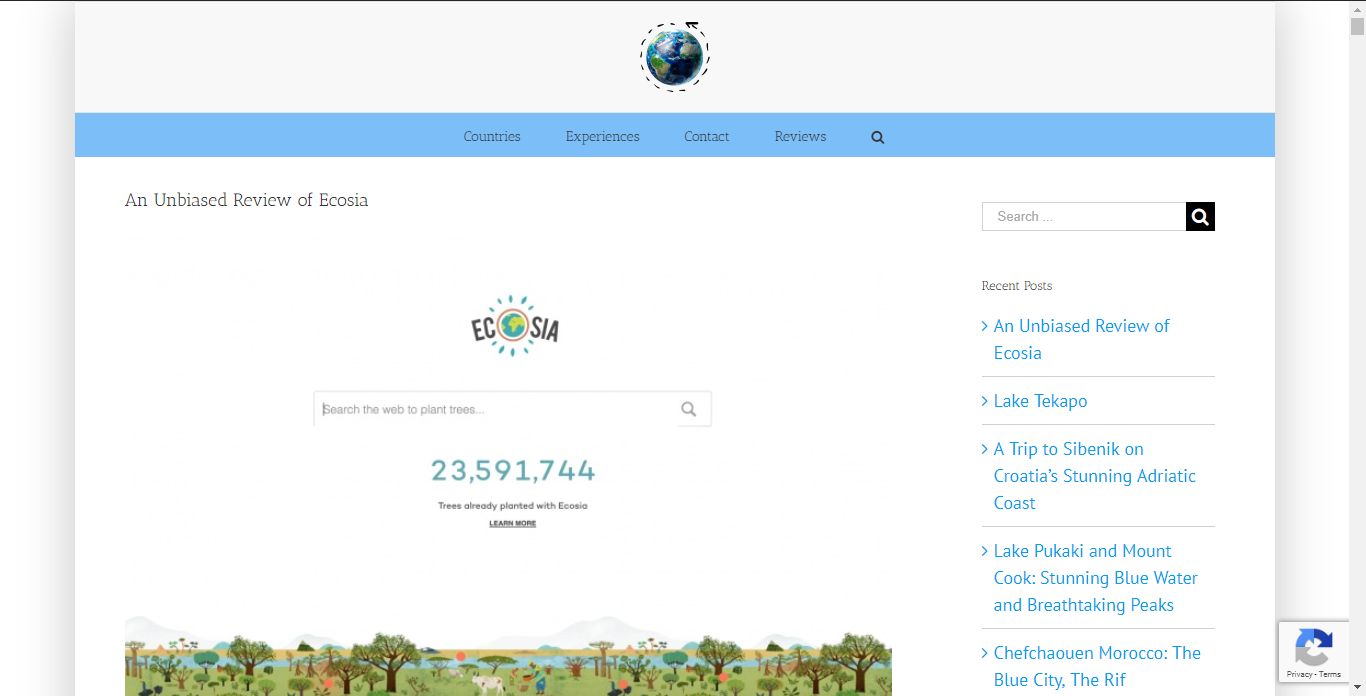 Countries Experiences Contact Reviews
An Unbiased Review of Ecosia
ECOSIA
Search the web to plant trees...
23,591,744
Trees already planted with Ecosia
LEARN MORE
Search ...
Recent Posts
An Unbiased Review of
Ecosia
Lake Tekapo
A Trip to Sibenik on
Croatia’s Stunning Adriatic
Coast
Lake Pukaki and Mount
Cook: Stunning Blue Water
and Breathtaking Peaks
Chefchaouen Morocco: The
Blue City, The Rif
Privacy - Terms